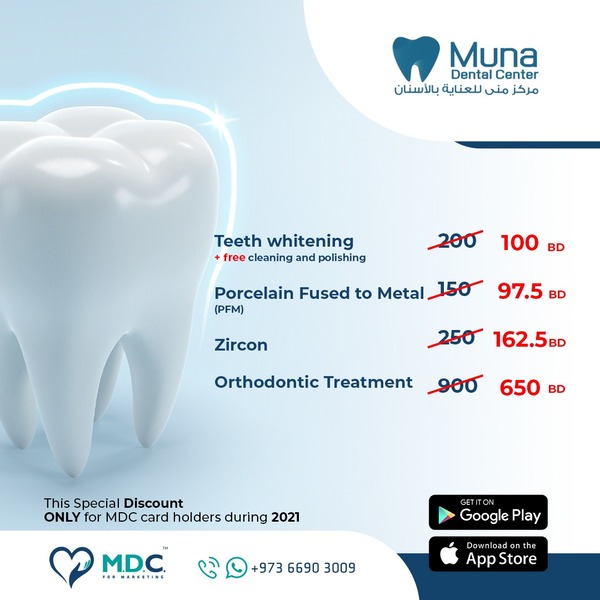 Muna
Dental Center
مركز منى للعناية بالأسنان
Teeth whitening 200 100 BD
+ free cleaning and polishing
Porcelain Fused to Metal 150 97.5 BD
(PFM)
Zircon 250 162.5 BD
Orthodontic Treatment 900 650 BD
This Special Discount
ONLY for MDC card holders during 2021
GET IT ON
Google Play
Download on the
App Store
M.D.C. TM
FOR MARKETING
+973 6690 3009